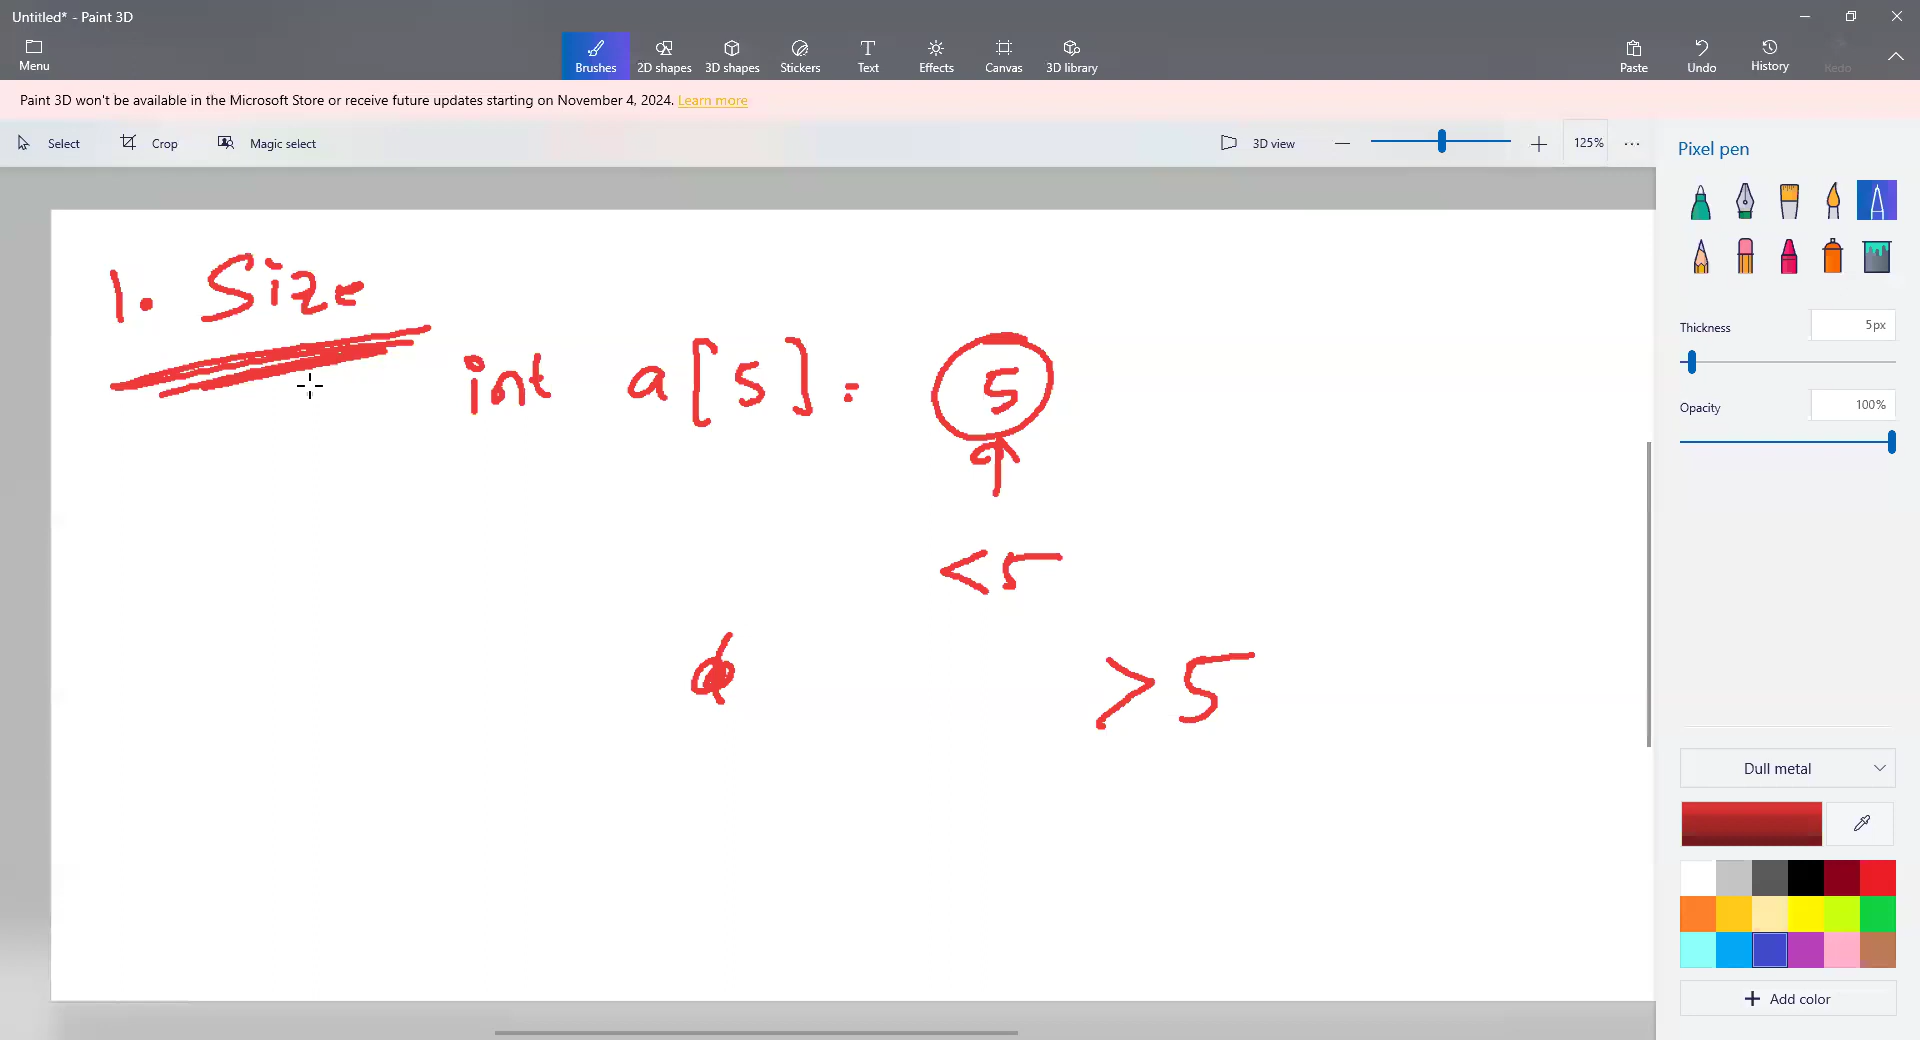 Untitled* - Paint 3D
Menu
Brushes
2D shapes
3D shapes
Stickers
Text
Effects
Canvas
3D library
Paste
Undo
History
Redo
Paint 3D won't be available in the Microsoft Store or receive future updates starting on November 4, 2024. Learn more
Select
Crop
Magic select
3D view
125%
Pixel pen
Thickness
5px
Opacity
100%
Dull metal
Add color
1. Size
int a[5]: 5
<5
>5